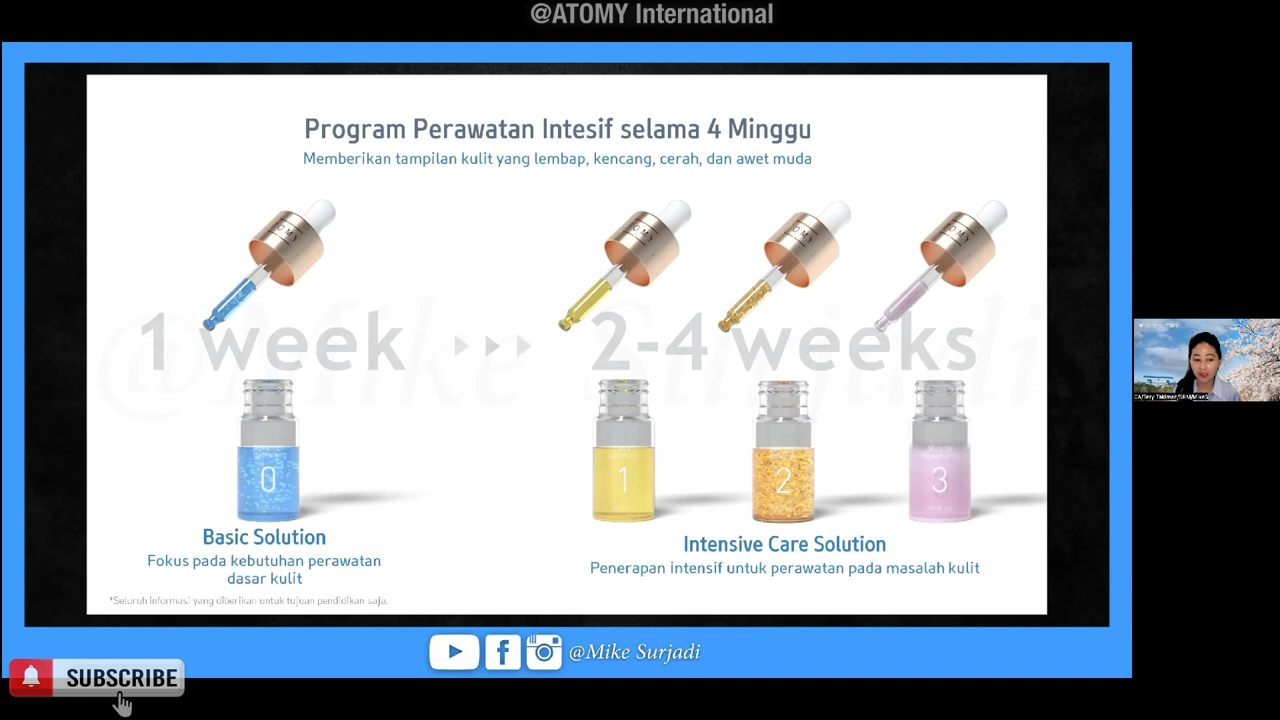 @ATOMY International
Program Perawatan Intesif selama 4 Minggu
Memberikan tampilan kulit yang lembap, kencang, cerah, dan awet muda
@Mike Surjadi
1 week
2-4 weeks
0
1
2
3
Basic Solution
Fokus pada kebutuhan perawatan
dasar kulit
Intensive Care Solution
Penerapan intensif untuk perawatan pada masalah kulit
*Seluruh informasi yang diberikan untuk tujuan pendidikan saja.
@Mike Surjadi
SUBSCRIBE